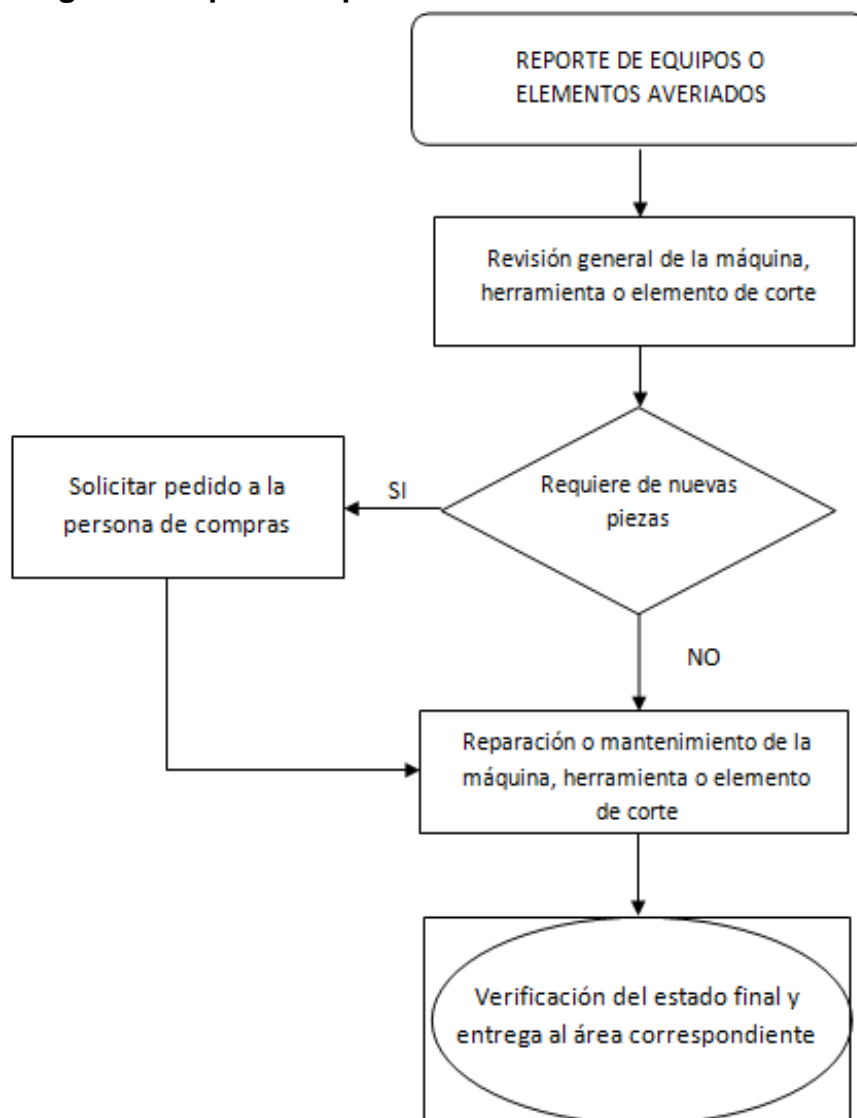 REPORTE DE EQUIPOS O
ELEMENTOS AVERIADOS
Revisión general de la máquina,
herramienta o elemento de corte
Requiere de nuevas
piezas
SI
Solicitar pedido a la
persona de compras
NO
Reparación o mantenimiento de la
máquina, herramienta o elemento
de corte
Verificación del estado final y
entrega al área correspondiente